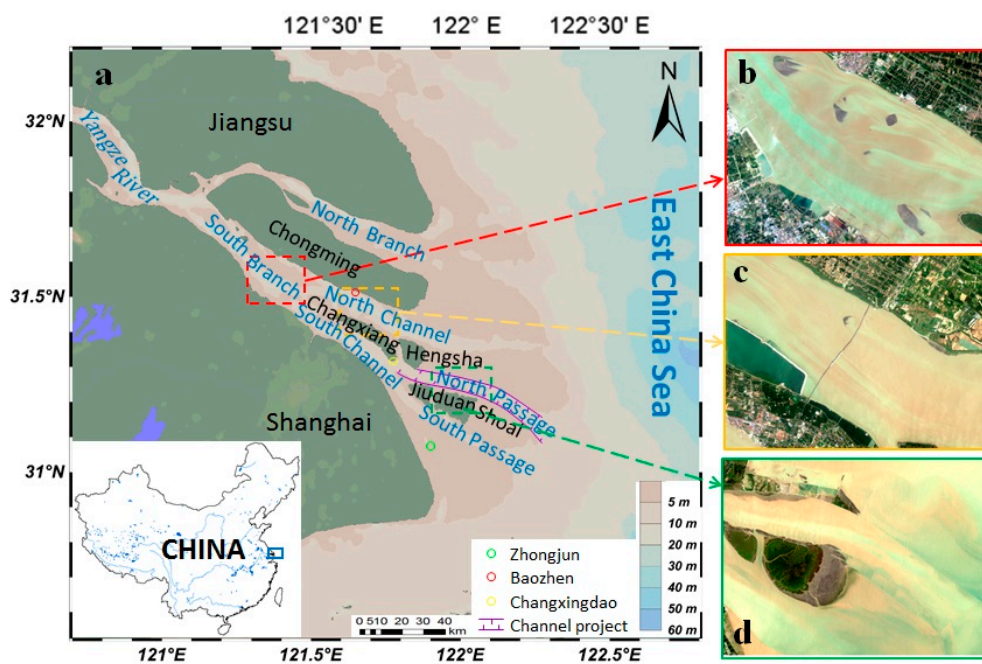 121°30' E
122° E
122°30' E
a
N
b
32°N
Jiangsu
Yangze
River
North Branch
South Branch
Chongming
East China Sea
31.5°N
North Channel
Changxiang
South Channel
Hengsha
c
North Passage
Jiuduan Shoal
South Passage
Shanghai
31°N
CHINA
5 m
10 m
20 m
30 m
40 m
50 m
60 m
Zhongjun
Baozhen
Changxingdao
Channel project
0 510 20 30 40
km
d
121°E
121.5°E
122°E
122.5°E